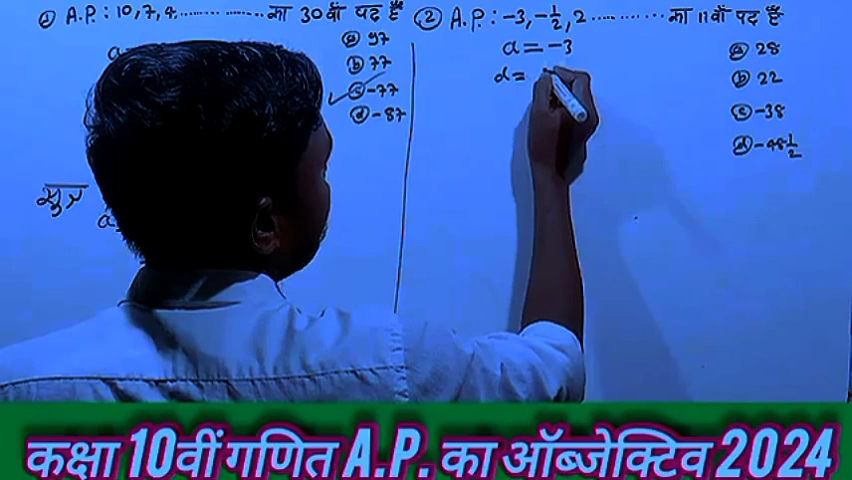 ① A.P. : 10, 7, 4, ............ का 30वाँ पद है
ⓐ 97
ⓑ 77
ⓒ -77
ⓓ -87
सूत्र
② A.P. : -3, -1/2, 2 ............ का 11वाँ पद है
a = -3
d =
ⓐ 28
ⓑ 22
ⓒ -38
ⓓ -48 1/2
कक्षा 10वीं गणित A.P. का ऑब्जेक्टिव 2024